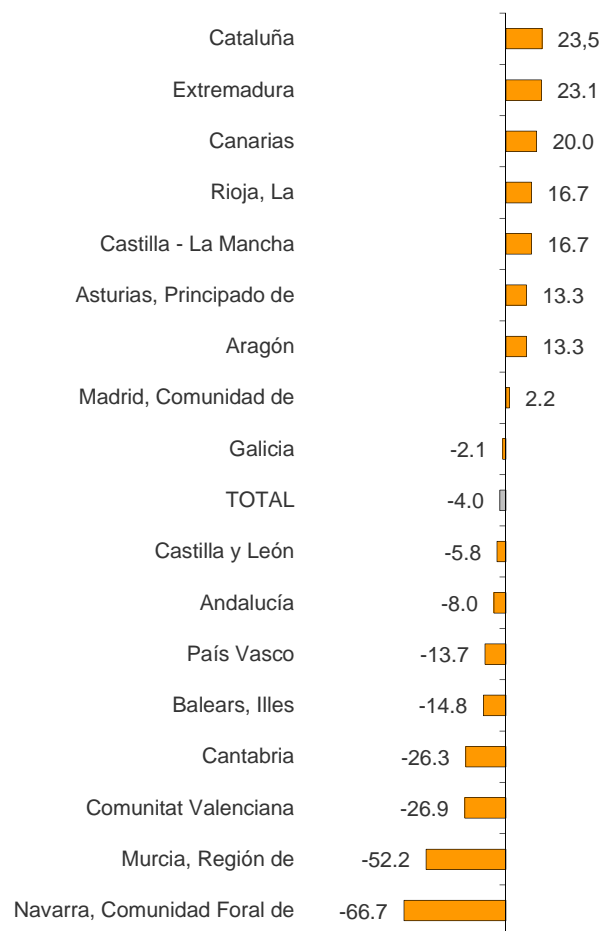 Cataluña 23,5
Extremadura 23.1
Canarias 20.0
Rioja, La 16.7
Castilla - La Mancha 16.7
Asturias, Principado de 13.3
Aragón 13.3
Madrid, Comunidad de 2.2
Galicia -2.1
TOTAL -4.0
Castilla y León -5.8
Andalucía -8.0
País Vasco -13.7
Balears, Illes -14.8
Cantabria -26.3
Comunitat Valenciana -26.9
Murcia, Región de -52.2
Navarra, Comunidad Foral de -66.7